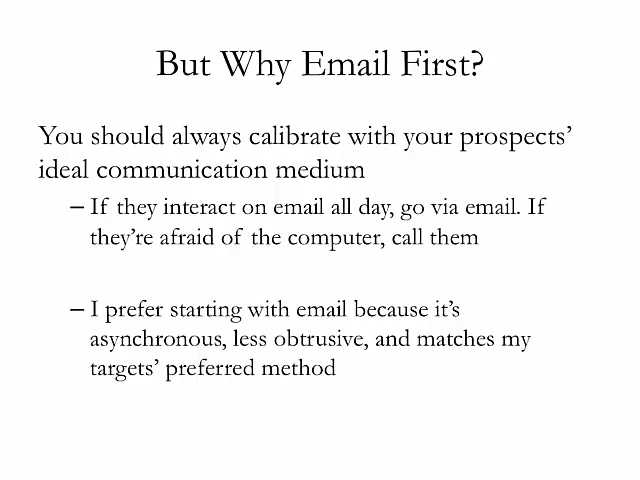 But Why Email First?
You should always calibrate with your prospects’
ideal communication medium
– If they interact on email all day, go via email. If
they’re afraid of the computer, call them
– I prefer starting with email because it’s
asynchronous, less obtrusive, and matches my
targets’ preferred method